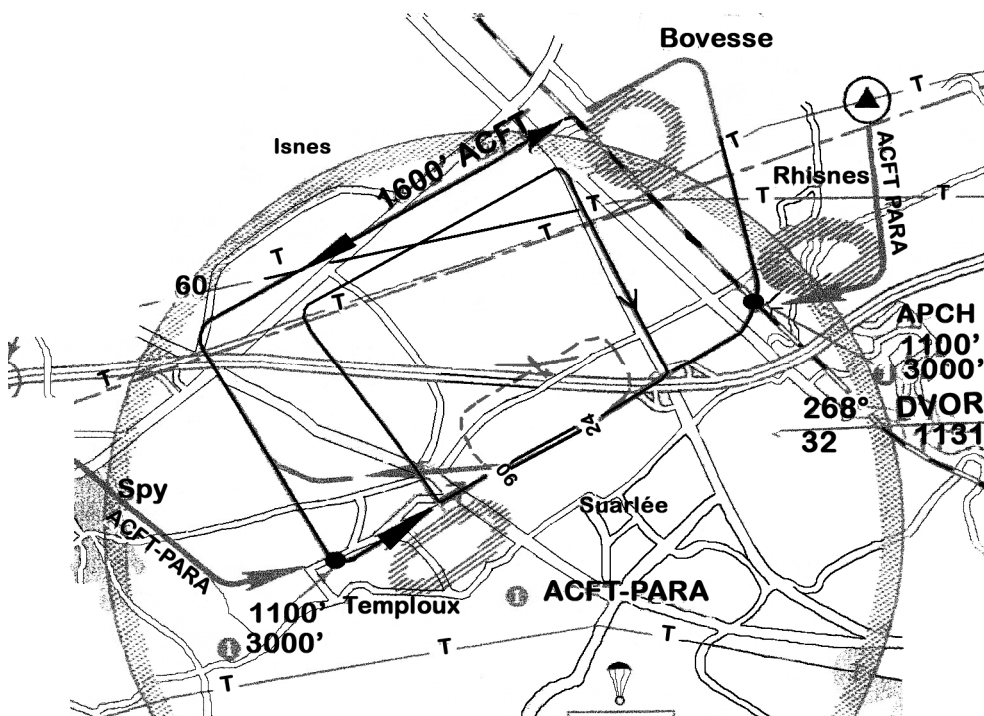 Bovesse
T
Isnes
1600' ACFT
T
Rhisnes
ACFT PARA
T
T
T
T
T
60
T
APCH
1100'
3000'
T
268° DVOR
32 1131
24
06
Spy
ACFT-PARA
Suarlée
ACFT-PARA
1100' Temploux
3000'
T
T
T